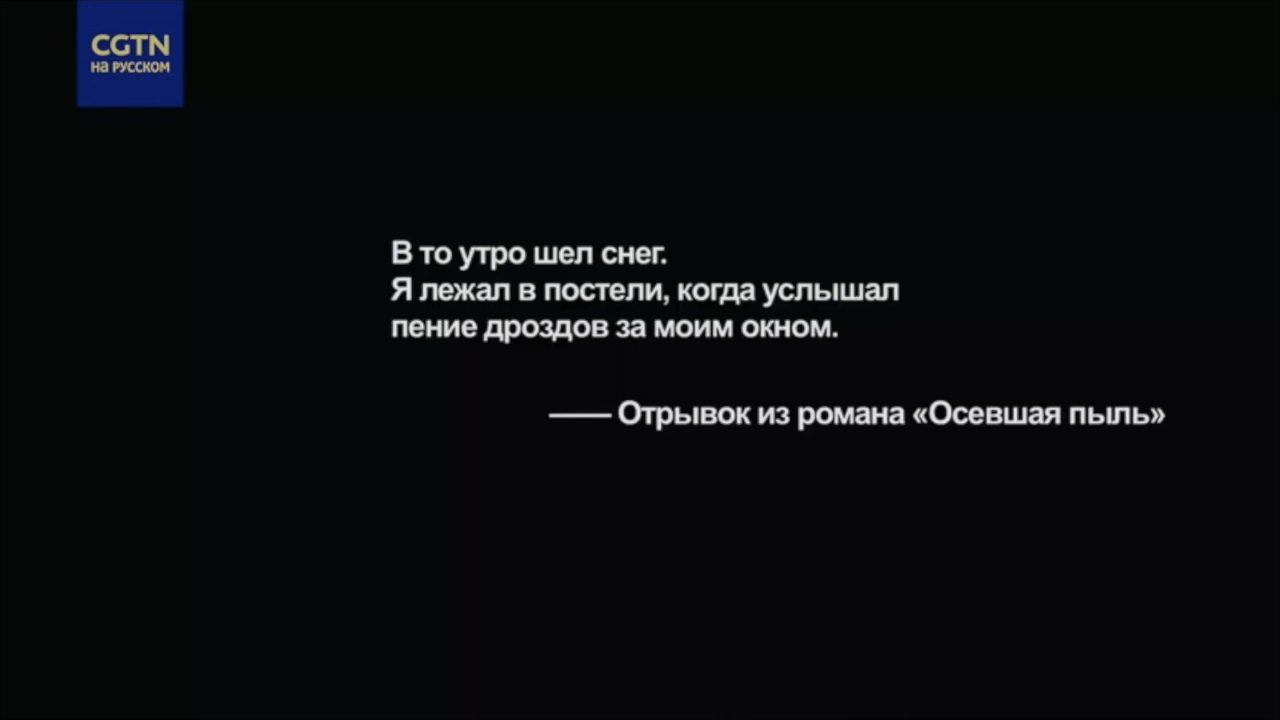 CGTN
на русском
В то утро шел снег.
Я лежал в постели, когда услышал
пение дроздов за моим окном.
—— Отрывок из романа «Осевшая пыль»